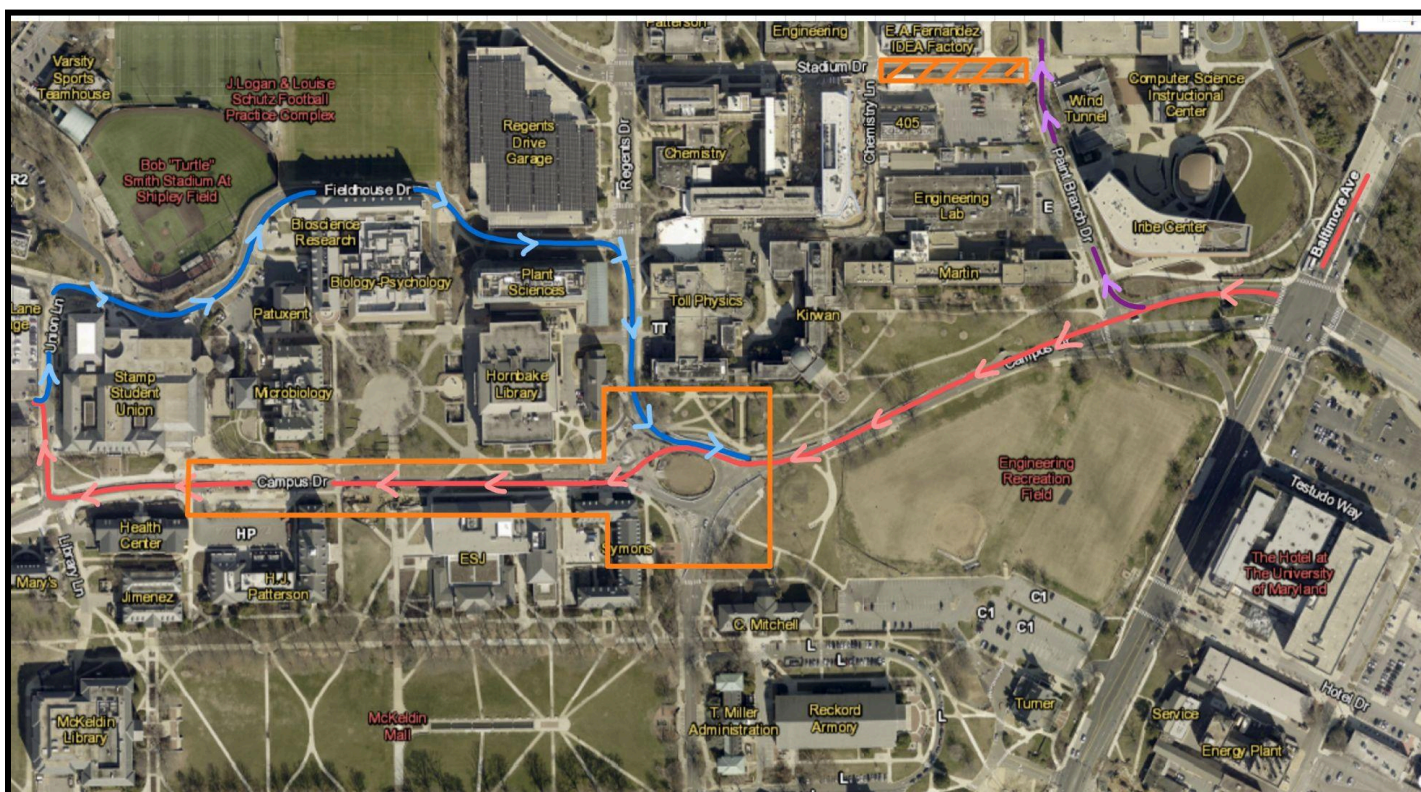 Patterson
Engineering
E.A.Fernandez
IDEA Factory
Varsity
Sports
Teamhouse
J.Logan & Louise
Schutz Football
Practice Complex
Stadium Dr
Computer Science
Instructional
Center
Wind
Tunnel
Regents
Drive
Garage
Regents Dr
Chemistry Ln
405
Chemistry
Bob "Turtle"
Smith Stadium At
Shipley Field
R2
Fieldhouse Dr
Paint Branch Dr
Engineering
Lab
E
Baltimore Ave
Iribe Center
Bioscience
Research
Biology-Psychology
Plant
Sciences
Martin
Toll Physics
Lane
Union Ln
Patuxent
TT
Kirwan
Campus Dr
Stamp
Student
Union
Microbiology
Hornbake
Library
Engineering
Recreation
Field
Testudo Way
Campus Dr
Health
Center
HP
ESJ
Symons
Library Ln
Mary's
Jimenez
H.J.
Patterson
The Hotel at
The University
of Maryland
C1
C1
C1
C. Mitchell
L
L
McKeldin
Library
McKeldin
Mall
T. Miller
Administration
Reckord
Armory
L
Turner
Service
Hotel Dr
Energy Plant
L